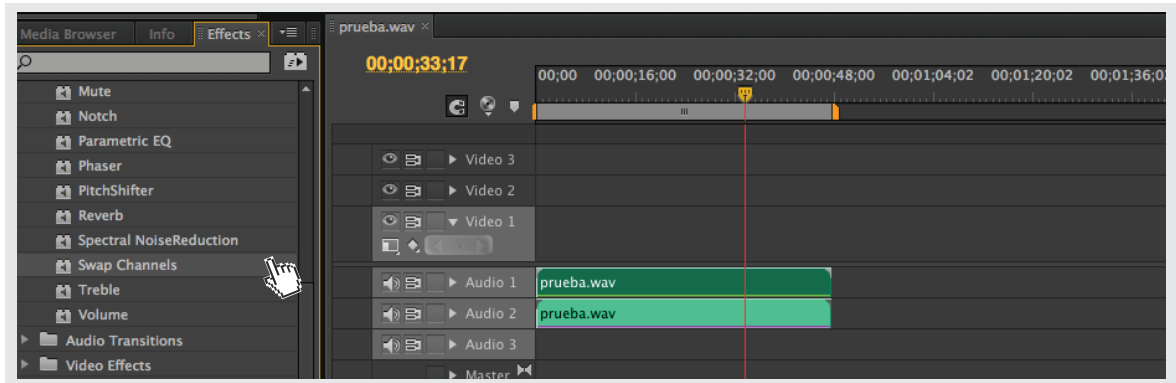 Media Browser Info Effects ×
Mute
Notch
Parametric EQ
Phaser
PitchShifter
Reverb
Spectral NoiseReduction
Swap Channels
Treble
Volume
Audio Transitions
Video Effects
prueba.wav ×
00;00;33;17
00;00 00;00;16;00 00;00;32;00 00;00;48;00 00;01;04;02 00;01;20;02 00;01;36;0
Video 3
Video 2
Video 1
Audio 1 prueba.wav
Audio 2 prueba.wav
Audio 3
Master